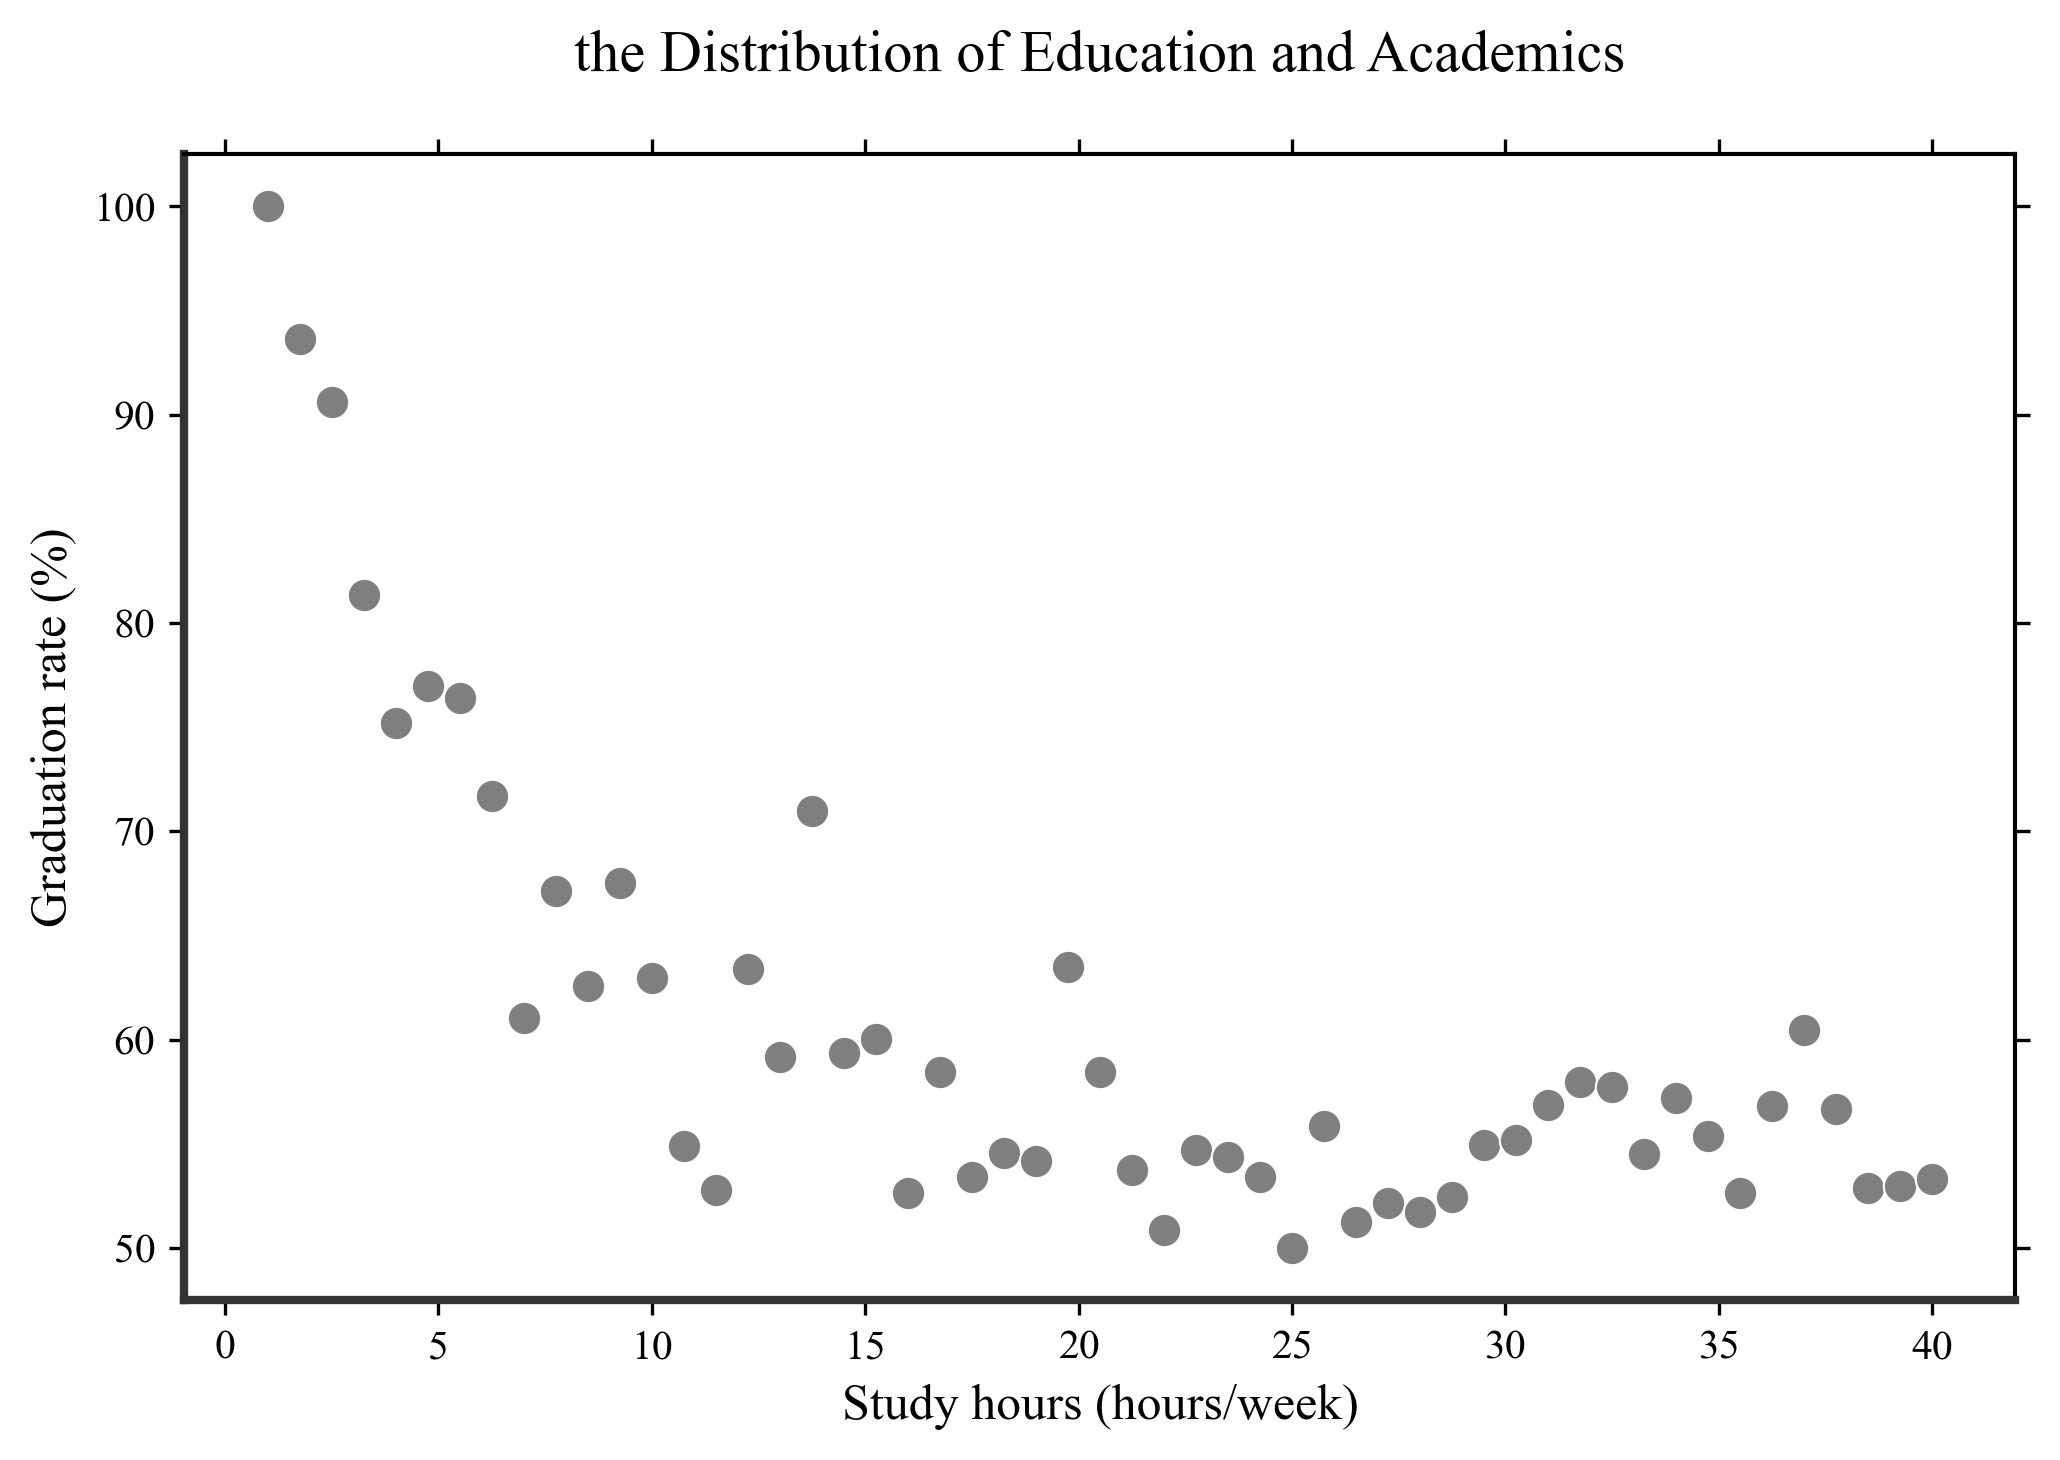 the Distribution of Education and Academics
100
90
80
70
60
50
Graduation rate (%)
0 5 10 15 20 25 30 35 40
Study hours (hours/week)